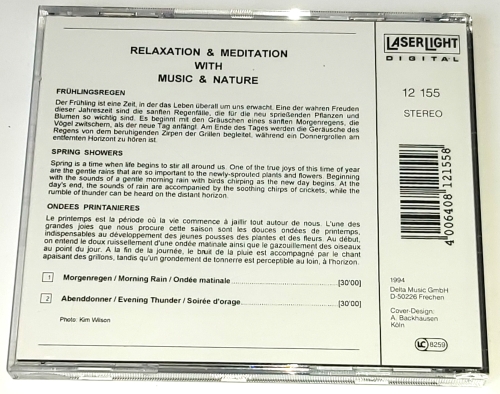 RELAXATION & MEDITATION
WITH
MUSIC & NATURE
FRÜHLINGSREGEN
Der Frühling ist eine Zeit, in der das Leben überall um uns erwacht. Eine der wahren Freuden
dieser Jahreszeit sind die sanften Regenfälle, die für die neu sprießenden Pflanzen und
Blumen so wichtig sind. Es beginnt mit den Gräuschen eines sanften Morgenregens, die
Vögel zwitschern, als der neue Tag anfängt. Am Ende des Tages werden die Geräusche des
Regens von dem beruhigenden Zirpen der Grillen begleitet, während ein Donnergrollen am
entfernten Horizont zu hören ist.
SPRING SHOWERS
Spring is a time when life begins to stir all around us. One of the true joys of this time of year
are the gentle rains that are so important to the newly-sprouted plants and flowers. Beginning
with the sounds of a gentle morning rain with birds chirping as the new day begins. At the
day's end, the sounds of rain are accompanied by the soothing chirps of crickets, while the
rumble of thunder can be heard on the distant horizon.
ONDEES PRINTANIERES
Le printemps est la période où la vie commence à jaillir tout autour de nous. L'une des
grandes joies que nous procure cette saison sont les douces ondées de printemps,
indispensables au développement des jeunes pousses des plantes et des fleurs. Au début,
on entend le doux ruissellement d'une ondée matinale ainsi que le gazouillement des oiseaux
au point du jour. A la fin de la journée, le bruit de la pluie est accompagné par le chant
apaisant des grillons, tandis qu'un grondement de tonnerre est perceptible au loin, à l'horizon.
1 Morgenregen / Morning Rain / Ondée matinale [30'00]
2 Abenddonner / Evening Thunder / Soirée d'orage [30'00]
Photo: Kim Wilson
LASERLIGHT
DIGITAL
12 155
STEREO
4 006408 121558
1994
Delta Music GmbH
D-50226 Frechen
Cover-Design:
A. Backhausen
Köln
LC 8259